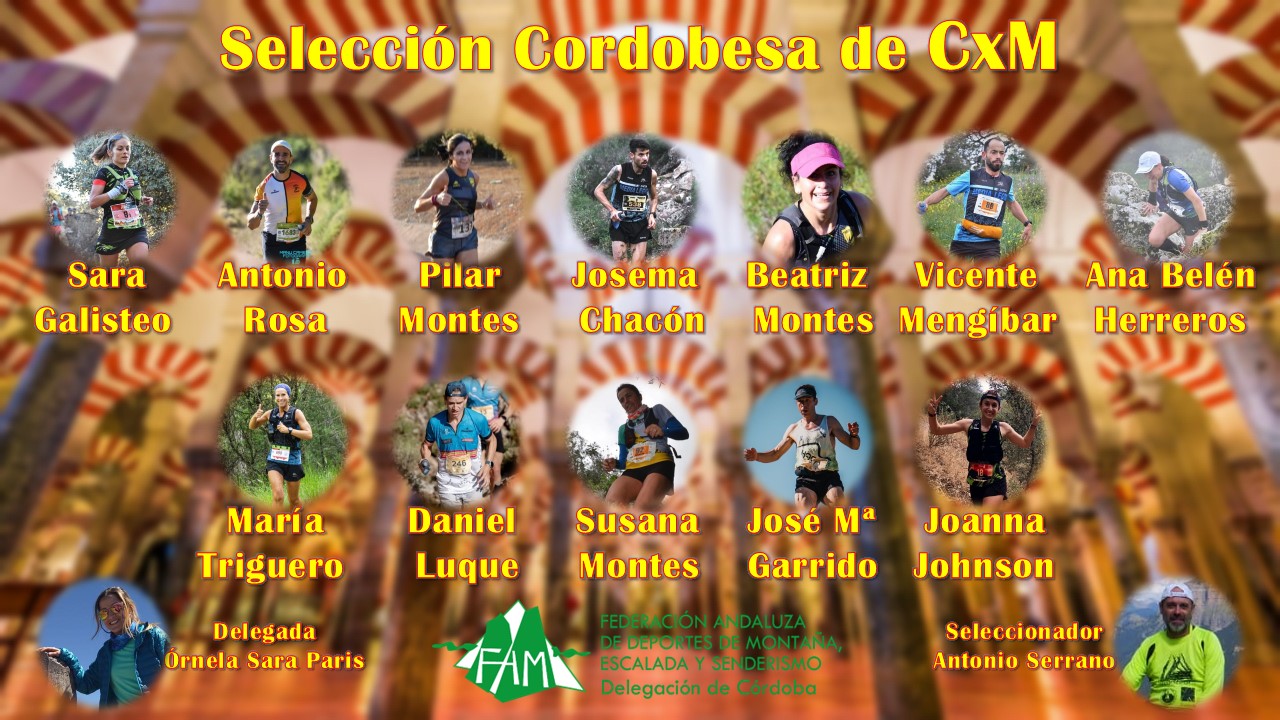 Selección Cordobesa de CxM
Sara
Galisteo
Antonio
Rosa
Pilar
Montes
Josema
Chacón
Beatriz
Montes
Vicente
Mengíbar
Ana Belén
Herreros
María
Triguero
Daniel
Luque
Susana
Montes
José Mª
Garrido
Joanna
Johnson
Delegada
Órnela Sara Paris
FAM
FEDERACIÓN ANDALUZA
DE DEPORTES DE MONTAÑA,
ESCALADA Y SENDERISMO
Delegación de Córdoba
Seleccionador
Antonio Serrano